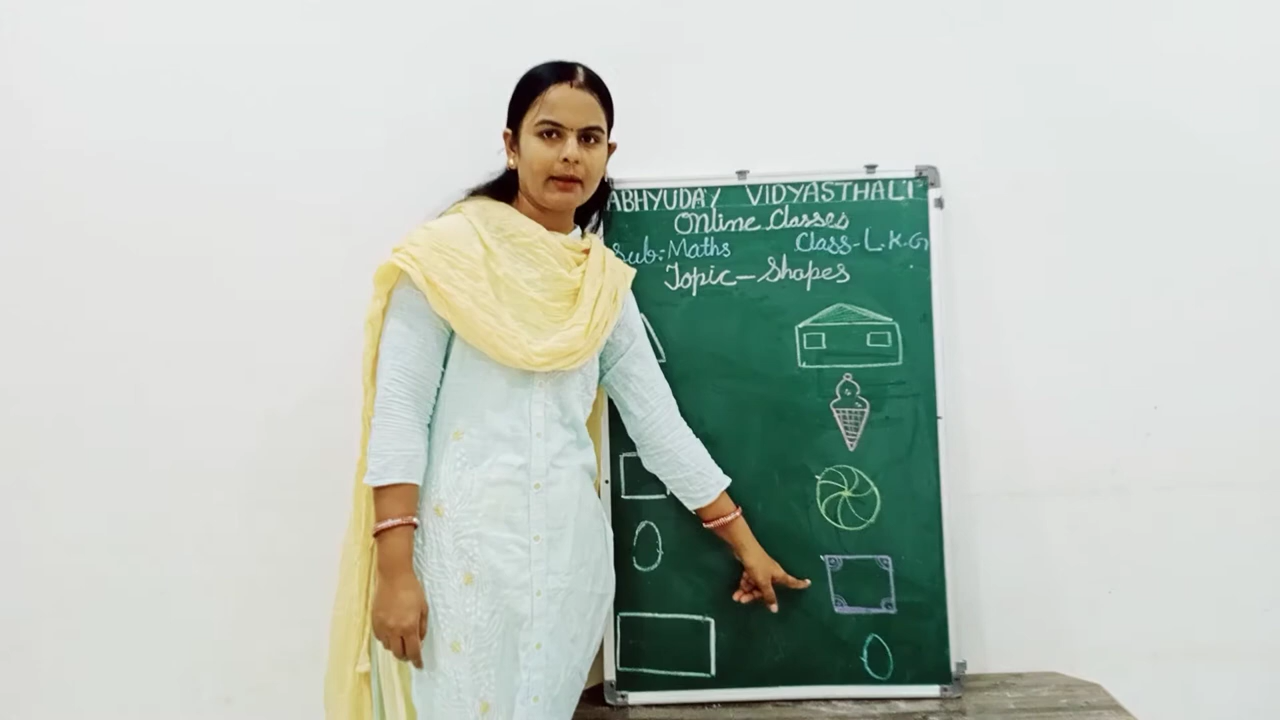 ABHYUDAY VIDYASTHALI
Online Classes
Sub:- Maths Class- L.K.G
Topic - Shapes